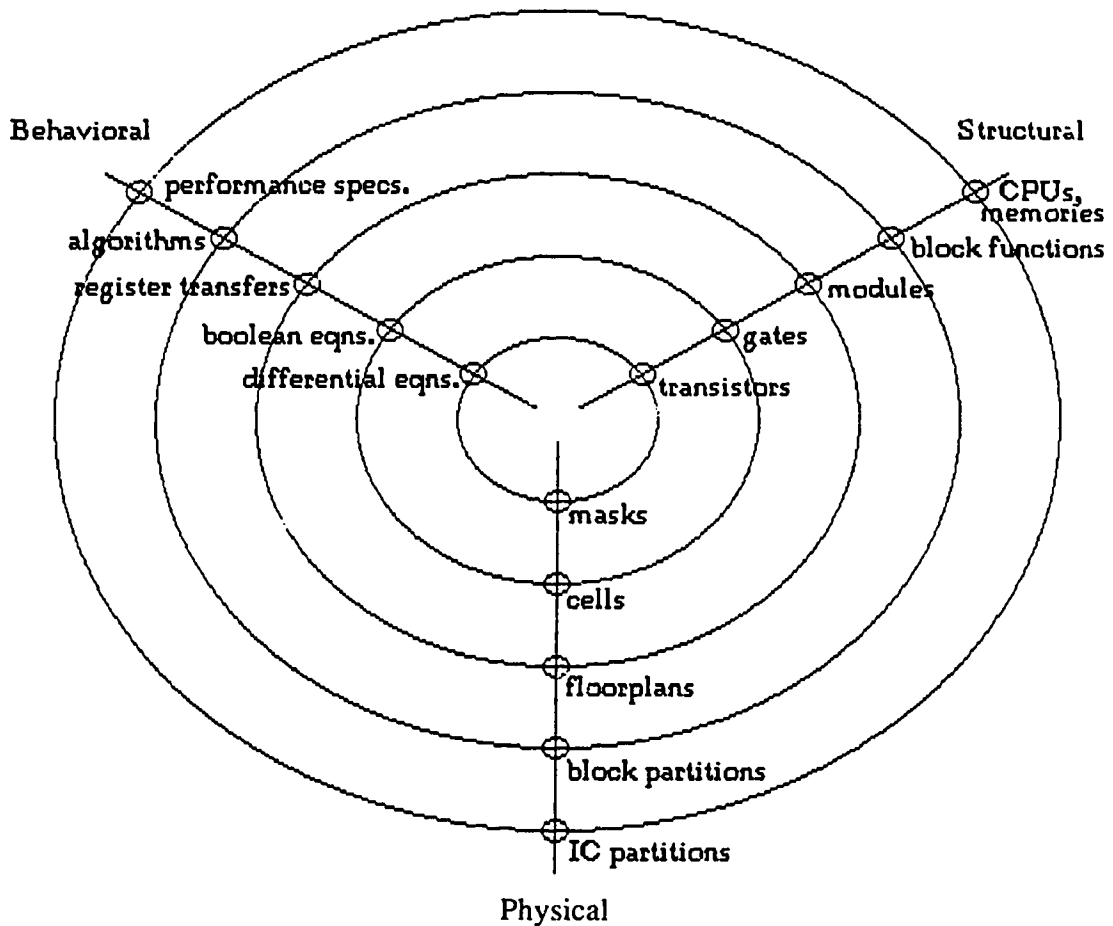 Behavioral
Structural
performance specs.
CPUs,
memories
algorithms
block functions
register transfers
modules
boolean eqns.
gates
differential eqns.
transistors
masks
cells
floorplans
block partitions
IC partitions
Physical